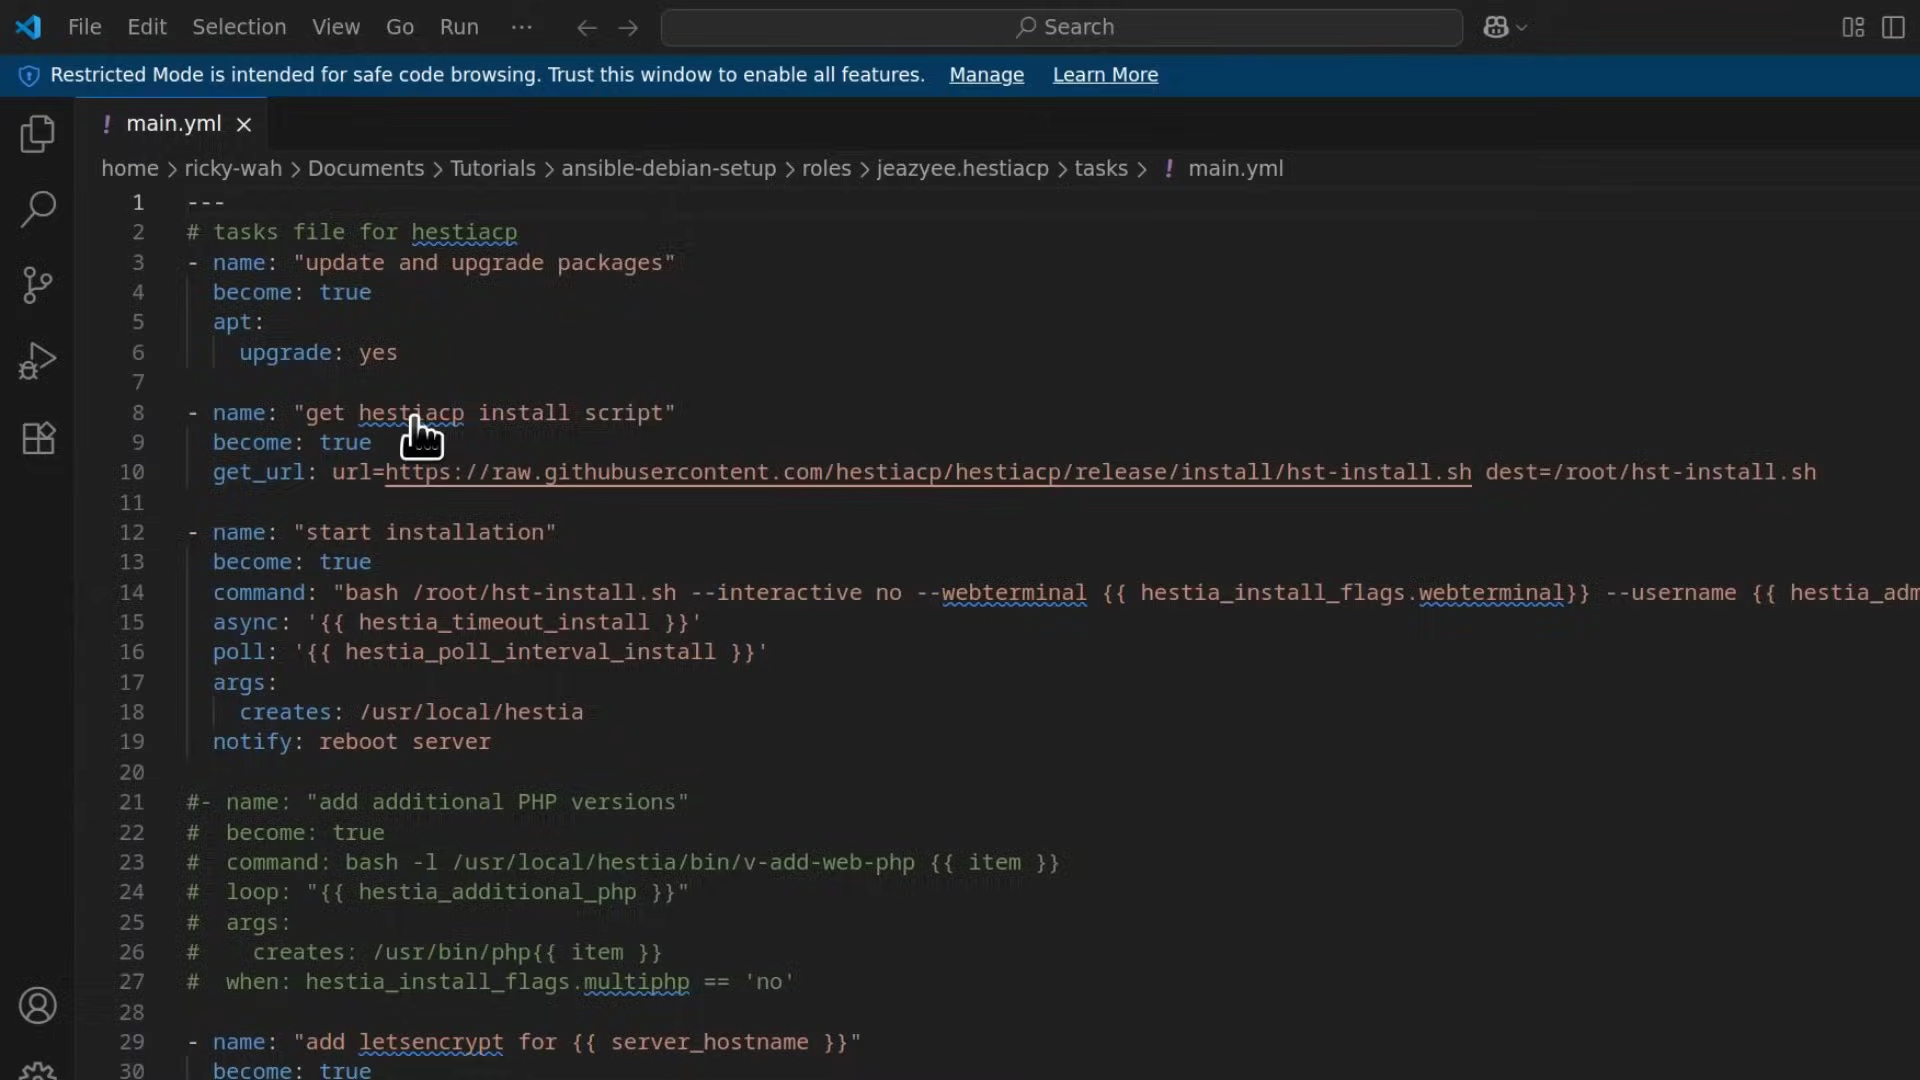 File Edit Selection View Go Run ··· Search
Restricted Mode is intended for safe code browsing. Trust this window to enable all features. Manage Learn More
! main.yml
home > ricky-wah > Documents > Tutorials > ansible-debian-setup > roles > jeazyee.hestiacp > tasks > ! main.yml
1 ---
2 # tasks file for hestiacp
3 - name: "update and upgrade packages"
4 become: true
5 apt:
6 upgrade: yes
7
8 - name: "get hestiacp install script"
9 become: true
10 get_url: url=https://raw.githubusercontent.com/hestiacp/hestiacp/release/install/hst-install.sh dest=/root/hst-install.sh
11
12 - name: "start installation"
13 become: true
14 command: "bash /root/hst-install.sh --interactive no --webterminal {{ hestia_install_flags.webterminal}} --username {{ hestia_adm
15 async: '{{ hestia_timeout_install }}'
16 poll: '{{ hestia_poll_interval_install }}'
17 args:
18 creates: /usr/local/hestia
19 notify: reboot server
20
21 #- name: "add additional PHP versions"
22 # become: true
23 # command: bash -l /usr/local/hestia/bin/v-add-web-php {{ item }}
24 # loop: "{{ hestia_additional_php }}"
25 # args:
26 # creates: /usr/bin/php{{ item }}
27 # when: hestia_install_flags.multiphp == 'no'
28
29 - name: "add letsencrypt for {{ server_hostname }}"
30 become: true